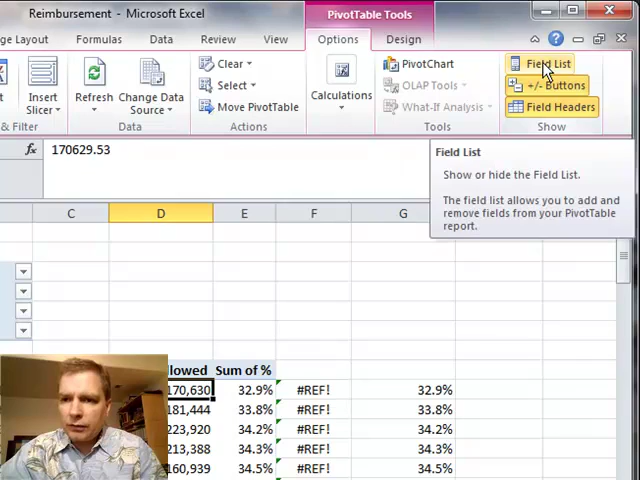 Reimbursement - Microsoft Excel
PivotTable Tools
ge Layout Formulas Data Review View Options Design
Insert Slicer
Refresh
Change Data Source
Clear
Select
Move PivotTable
Calculations
PivotChart
OLAP Tools
What-If Analysis
Field List
+/- Buttons
Field Headers
& Filter Data Actions Tools Show
fx 170629.53
Field List
Show or hide the Field List.
The field list allows you to add and
remove fields from your PivotTable
report.
C D E F G
llowed Sum of %
170,630 32.9% #REF! 32.9%
181,444 33.8% #REF! 33.8%
223,920 34.2% #REF! 34.2%
213,388 34.3% #REF! 34.3%
160,939 34.5% #REF! 34.5%